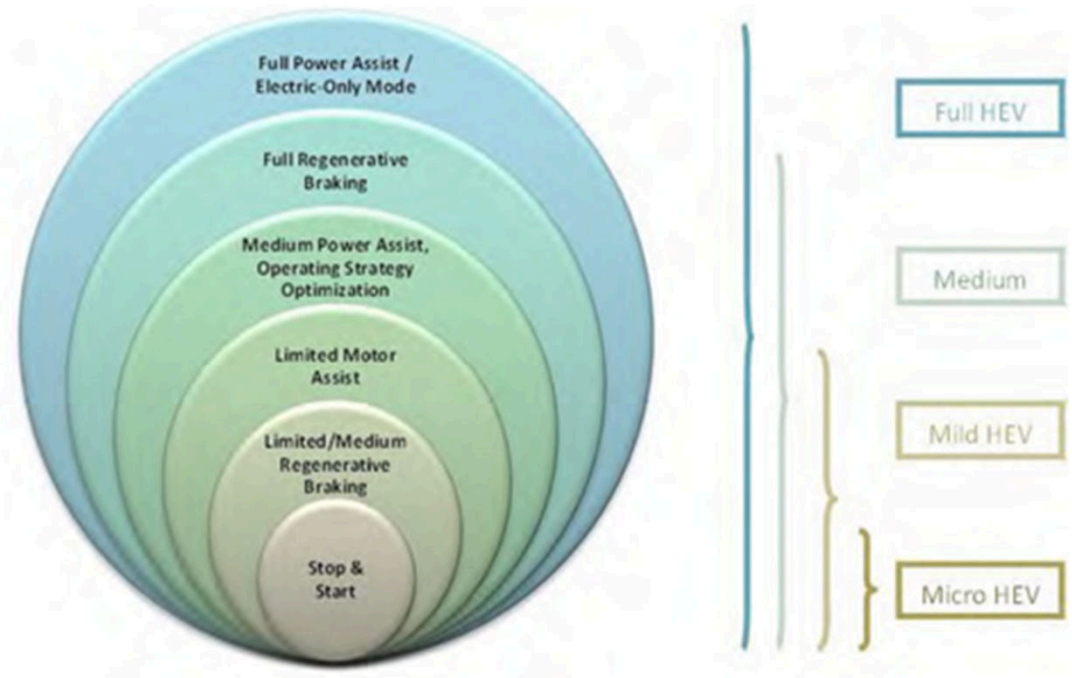 Full Power Assist /
Electric-Only Mode
Full Regenerative
Braking
Medium Power Assist,
Operating Strategy
Optimization
Limited Motor
Assist
Limited/Medium
Regenerative
Braking
Stop &
Start
Full HEV
Medium
Mild HEV
Micro HEV